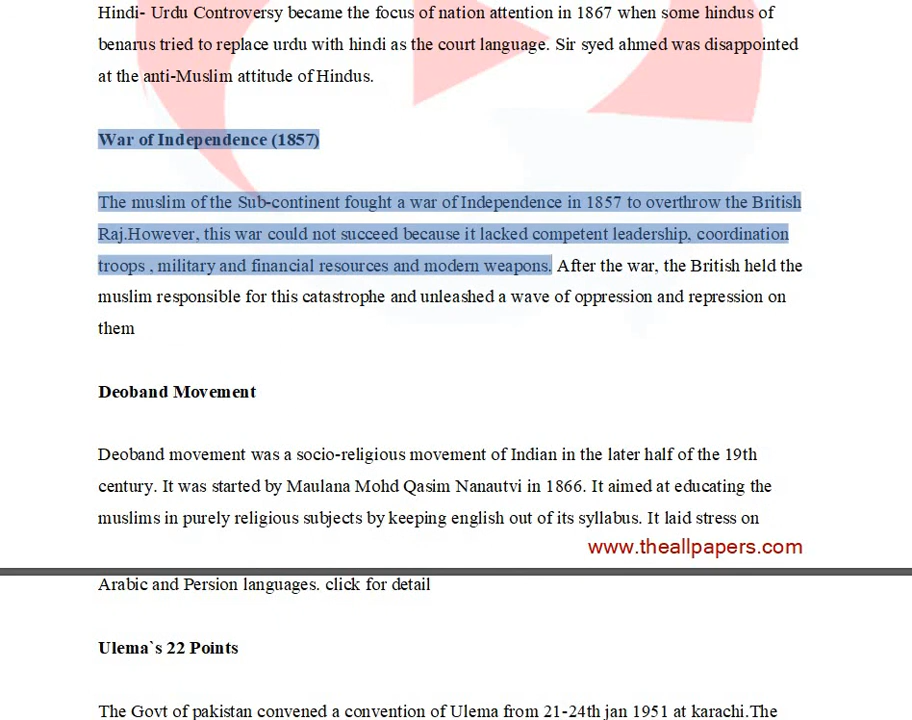 Hindi- Urdu Controversy became the focus of nation attention in 1867 when some hindus of
benarus tried to replace urdu with hindi as the court language. Sir syed ahmed was disappointed
at the anti-Muslim attitude of Hindus.
War of Independence (1857)
The muslim of the Sub-continent fought a war of Independence in 1857 to overthrow the British
Raj.However, this war could not succeed because it lacked competent leadership, coordination
troops , military and financial resources and modern weapons. After the war, the British held the
muslim responsible for this catastrophe and unleashed a wave of oppression and repression on
them
Deoband Movement
Deoband movement was a socio-religious movement of Indian in the later half of the 19th
century. It was started by Maulana Mohd Qasim Nanautvi in 1866. It aimed at educating the
muslims in purely religious subjects by keeping english out of its syllabus. It laid stress on
www.theallpapers.com
Arabic and Persion languages. click for detail
Ulema`s 22 Points
The Govt of pakistan convened a convention of Ulema from 21-24th jan 1951 at karachi.The